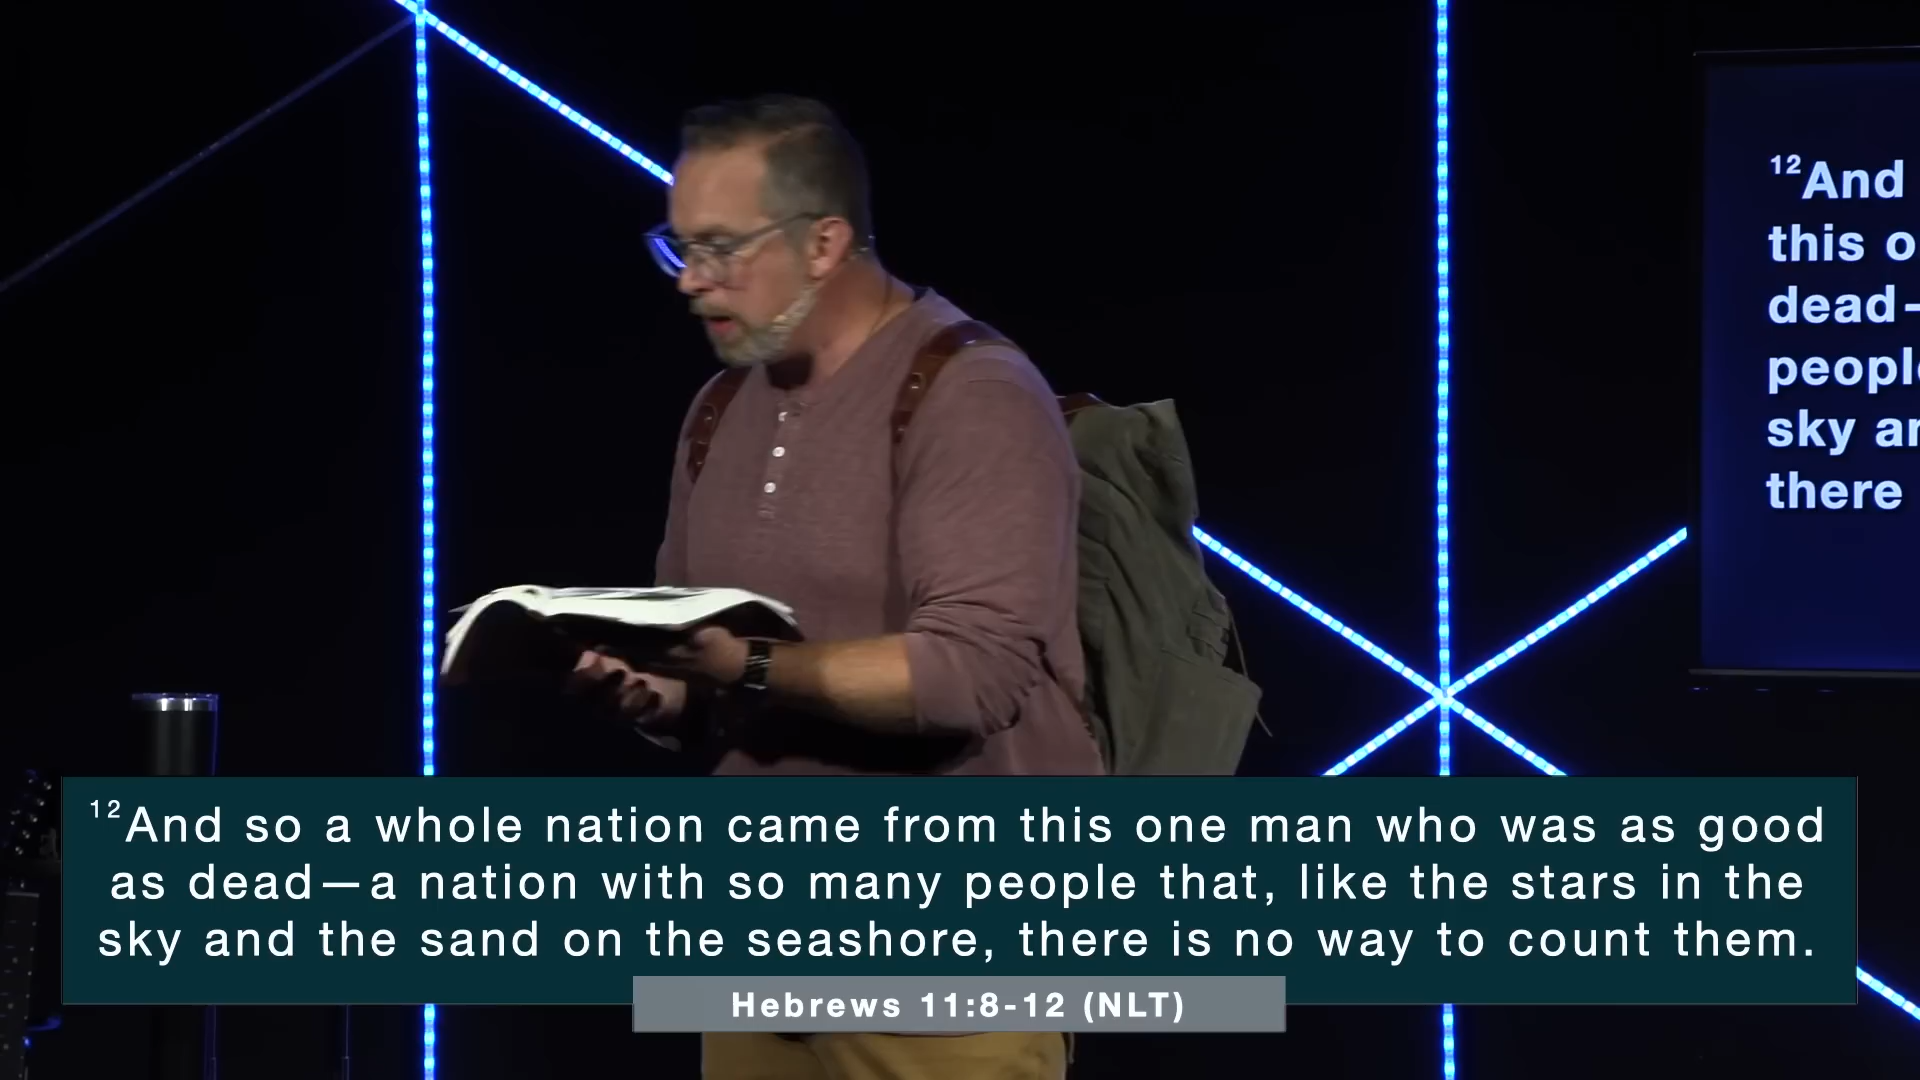 ¹²And
this o
dead-
people
sky an
there
¹²And so a whole nation came from this one man who was as good
as dead—a nation with so many people that, like the stars in the
sky and the sand on the seashore, there is no way to count them.
Hebrews 11:8-12 (NLT)